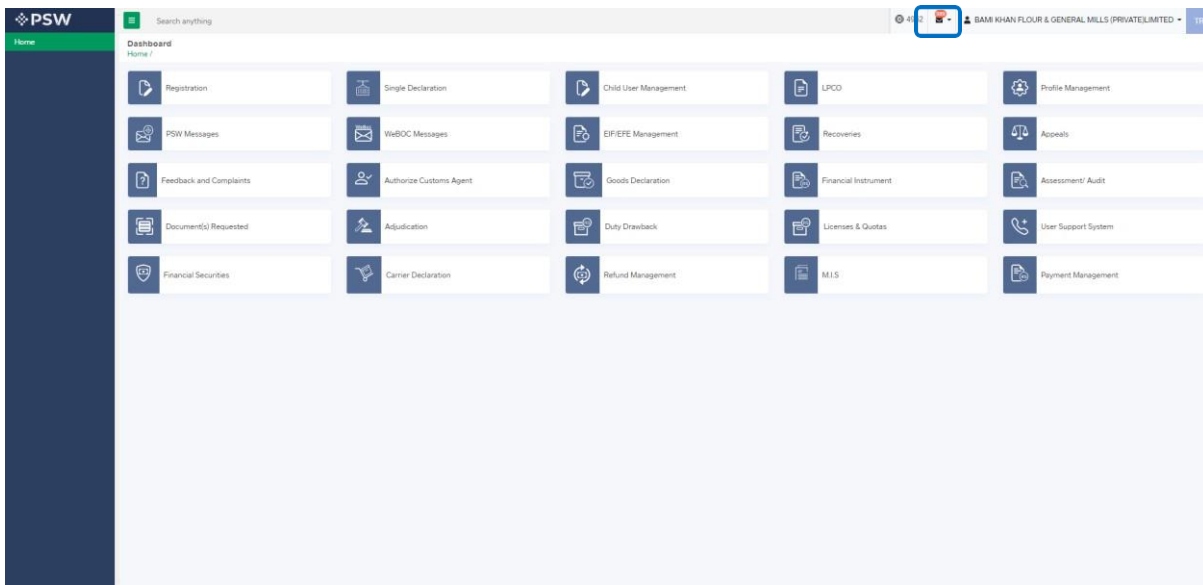 PSW
Search anything
BAMI KHAN FLOUR & GENERAL MILLS (PRIVATE)LIMITED
Home
Dashboard
Home /
Registration
Single Declaration
Child User Management
LPCO
Profile Management
PSW Messages
WeBOC Messages
EIF/EFE Management
Recoveries
Appeals
Feedback and Complaints
Authorize Customs Agent
Goods Declaration
Financial Instrument
Assessment/ Audit
Document(s) Requested
Adjudication
Duty Drawback
Licenses & Quotas
User Support System
Financial Securities
Carrier Declaration
Refund Management
M.I.S
Payment Management